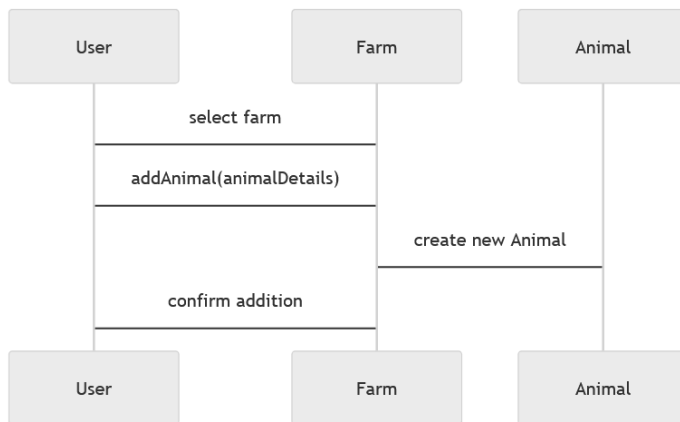 User
Farm
Animal
select farm
addAnimal(animalDetails)
create new Animal
confirm addition
User
Farm
Animal